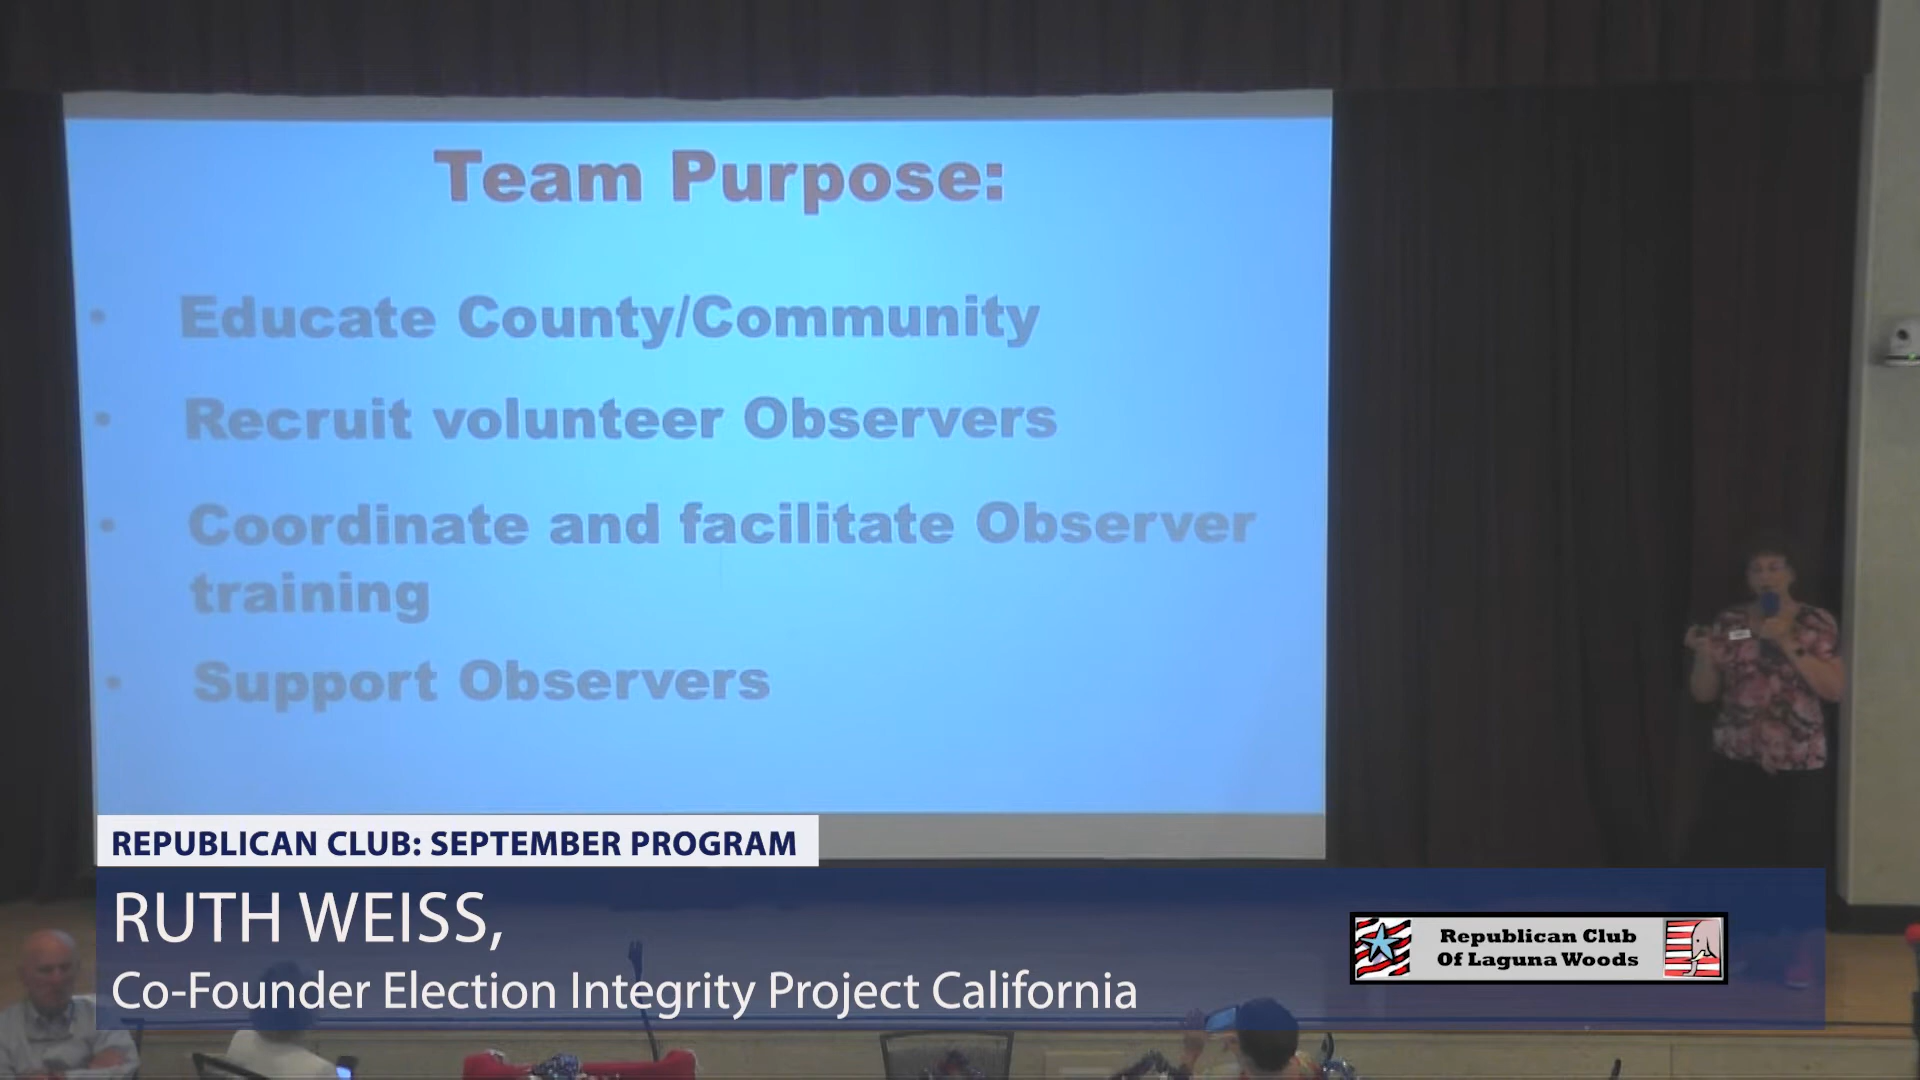 Team Purpose:
• Educate County/Community
• Recruit volunteer Observers
• Coordinate and facilitate Observer
training
• Support Observers
REPUBLICAN CLUB: SEPTEMBER PROGRAM
RUTH WEISS,
Co-Founder Election Integrity Project California
Republican Club
Of Laguna Woods